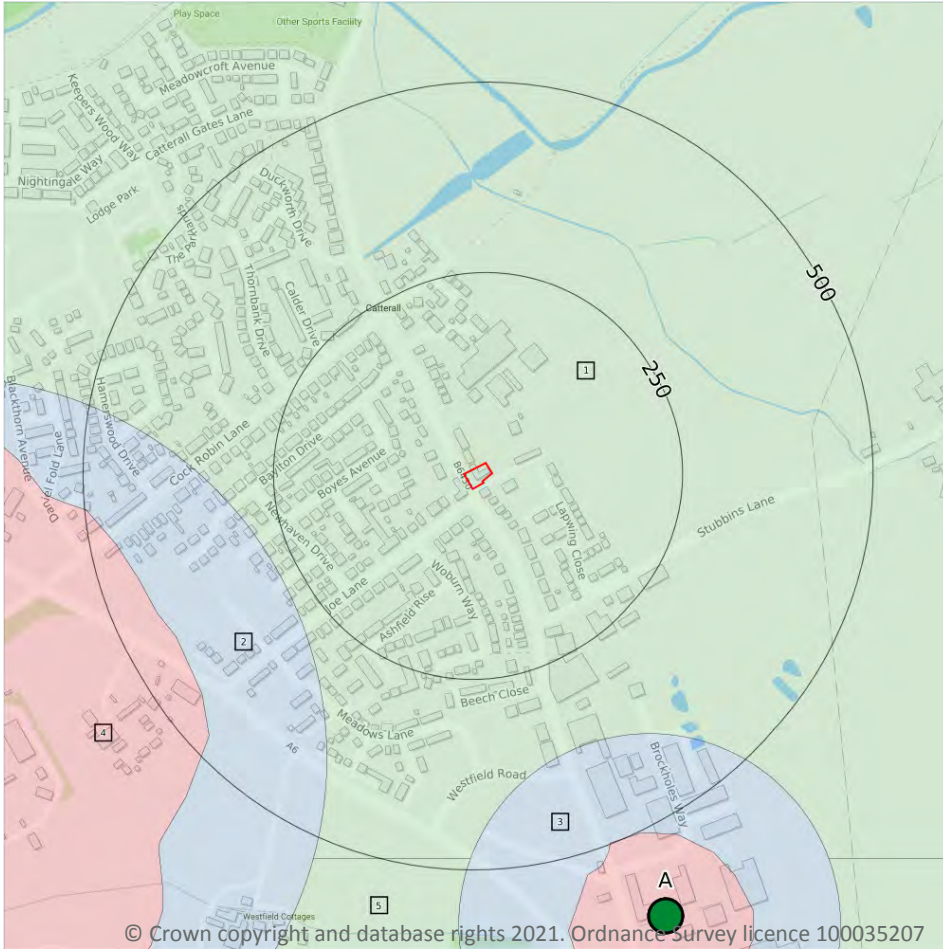 Play Space
Other Sports Facility
Meadowcroft Avenue
Keepers Wood Way
Catterall Gates Lane
Nightingale Way
Lodge Park
Duckworth Drive
Thornbank Drive
Calder Drive
Catterall
500
250
1
Blackthorn Avenue
Daniel Fold Lane
Hamerswood Drive
Cock Robin Lane
Baylton Drive
Boyes Avenue
Newhaven Drive
Joe Lane
Ashfield Rise
Woburn Way
Lapwing Close
Stubbins Lane
2
Beech Close
4
Meadows Lane
A6
Westfield Road
Brockholes Way
3
A
5
Westfield Cottages
© Crown copyright and database rights 2021. Ordnance Survey licence 100035207